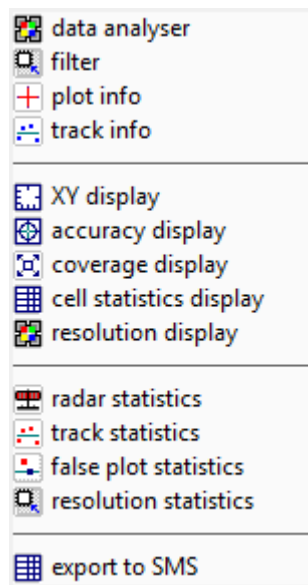 data analyser
filter
plot info
track info
XY display
accuracy display
coverage display
cell statistics display
resolution display
radar statistics
track statistics
false plot statistics
resolution statistics
export to SMS